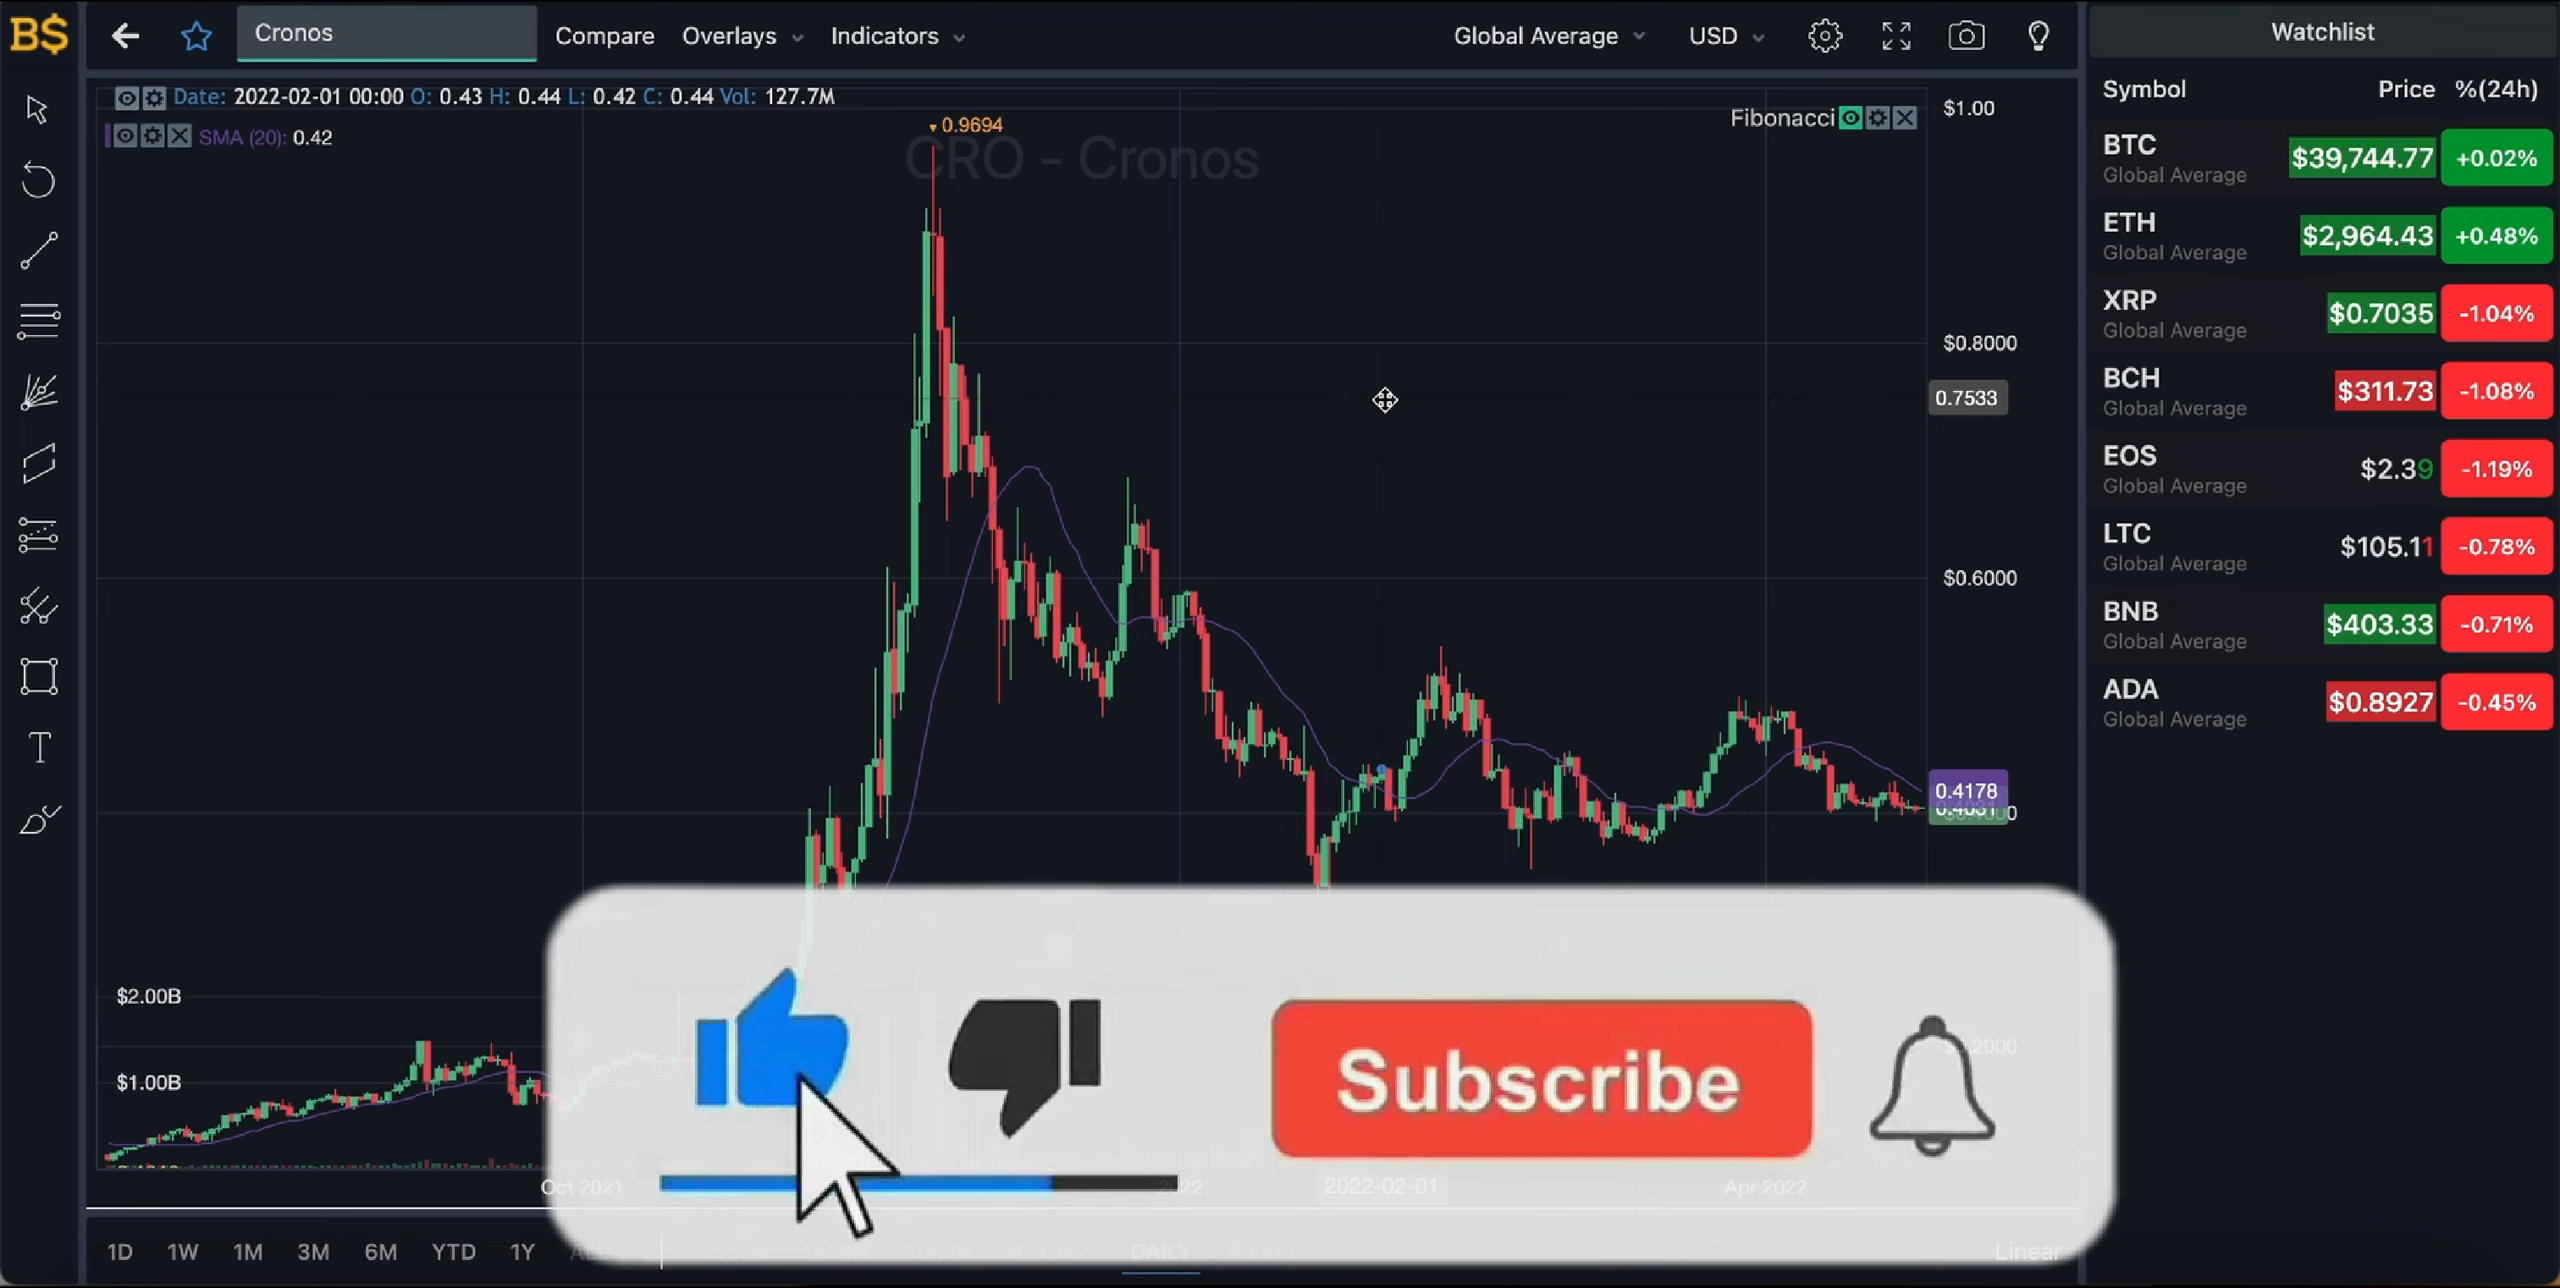 B$
Cronos
Compare
Overlays
Indicators
Global Average
USD
Watchlist
Date: 2022-02-01 00:00 O: 0.43 H: 0.44 L: 0.42 C: 0.44 Vol: 127.7M
SMA (20): 0.42
0.9694
CRO - Cronos
Fibonacci
$1.00
$0.8000
0.7533
$0.6000
0.4178
$2.00B
$1.00B
Oct 2021
2022-02-01
Apr 2022
Subscribe
1D 1W 1M 3M 6M YTD 1Y
DAILY
Linear
Symbol Price %(24h)
BTC $39,744.77 +0.02%
Global Average
ETH $2,964.43 +0.48%
Global Average
XRP $0.7035 -1.04%
Global Average
BCH $311.73 -1.08%
Global Average
EOS $2.39 -1.19%
Global Average
LTC $105.11 -0.78%
Global Average
BNB $403.33 -0.71%
Global Average
ADA $0.8927 -0.45%
Global Average